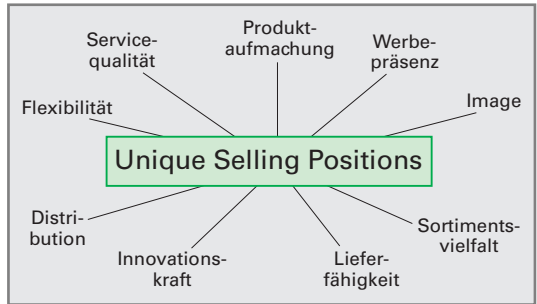 Produkt-
aufmachung
Service-
qualität
Werbe-
präsenz
Flexibilität
Image
Unique Selling Positions
Distri-
bution
Innovations-
kraft
Liefer-
fähigkeit
Sortiments-
vielfalt